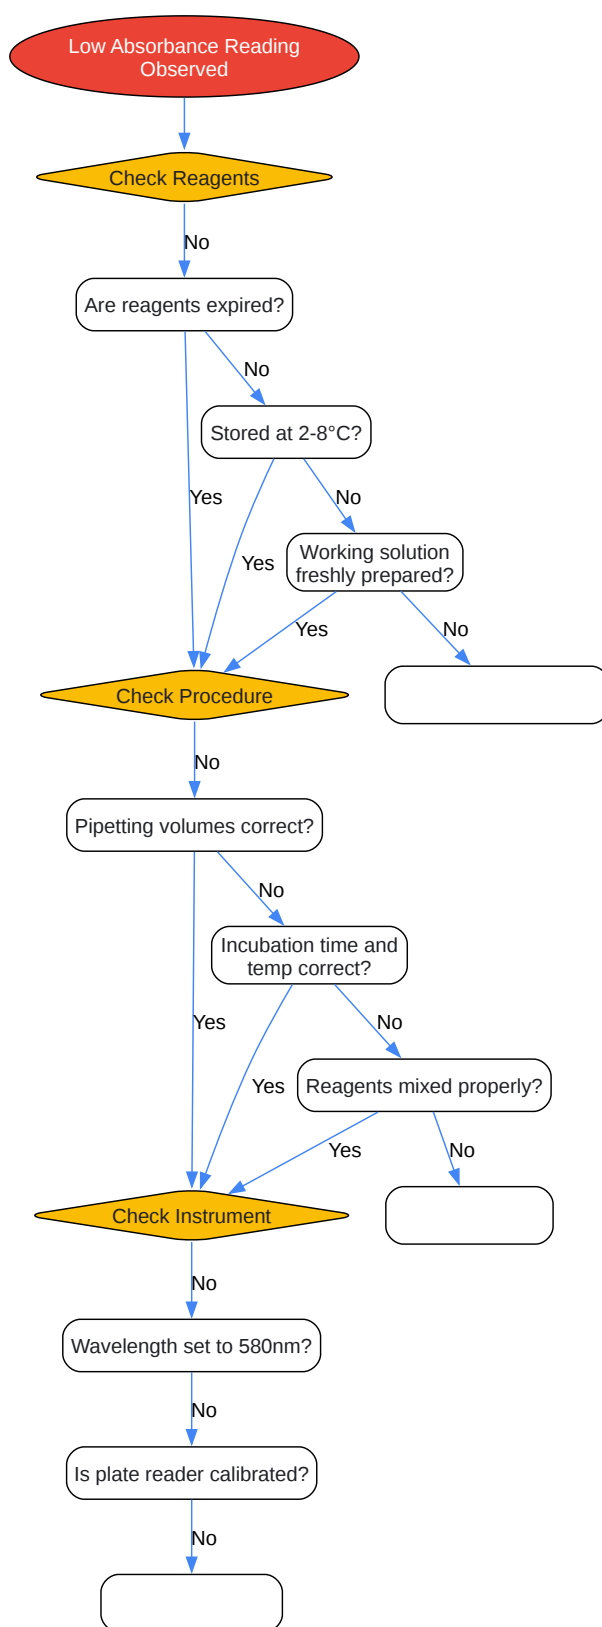 Low Absorbance Reading
Observed
Check Reagents
No
Are reagents expired?
No
Stored at 2-8°C?
Yes
No
Working solution
freshly prepared?
Yes
Yes
No
Check Procedure
No
Pipetting volumes correct?
No
Incubation time and
temp correct?
Yes
No
Yes
Reagents mixed properly?
Yes
No
Check Instrument
No
Wavelength set to 580nm?
No
Is plate reader calibrated?
No